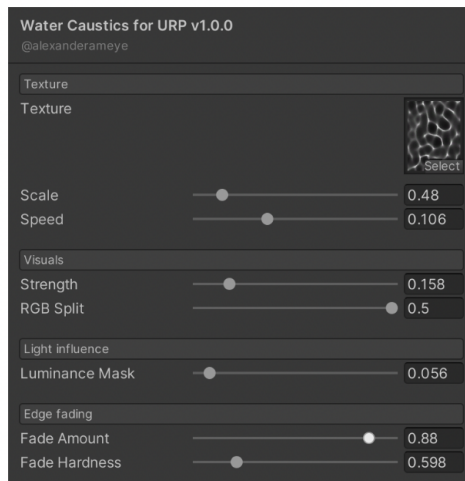 Water Caustics for URP v1.0.0
@alexanderameye
Texture
Texture
Select
Scale 0.48
Speed 0.106
Visuals
Strength 0.158
RGB Split 0.5
Light influence
Luminance Mask 0.056
Edge fading
Fade Amount 0.88
Fade Hardness 0.598